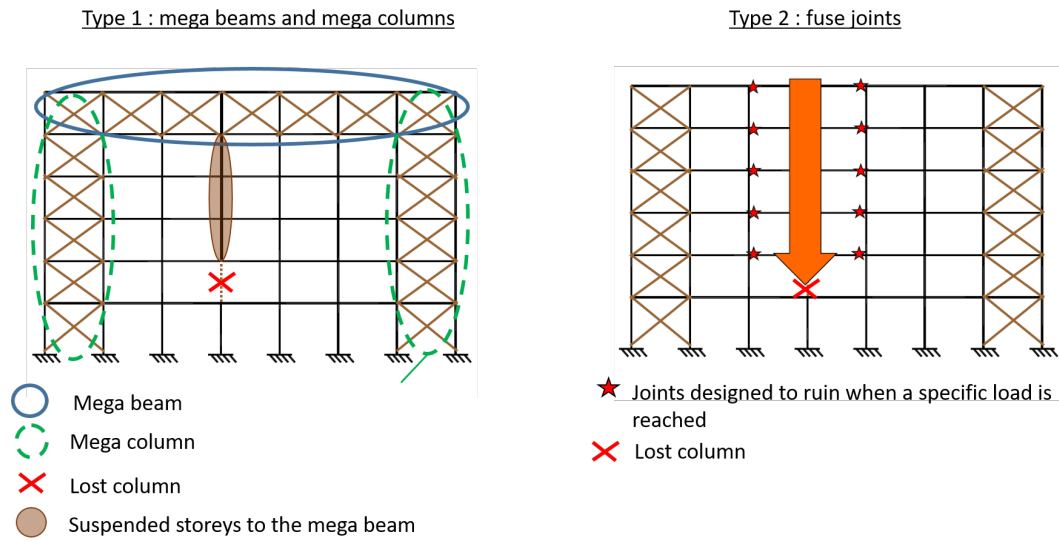 Type 1 : mega beams and mega columns
Type 2 : fuse joints
Mega beam
Mega column
Lost column
Suspended storeys to the mega beam
Joints designed to ruin when a specific load is
reached
Lost column